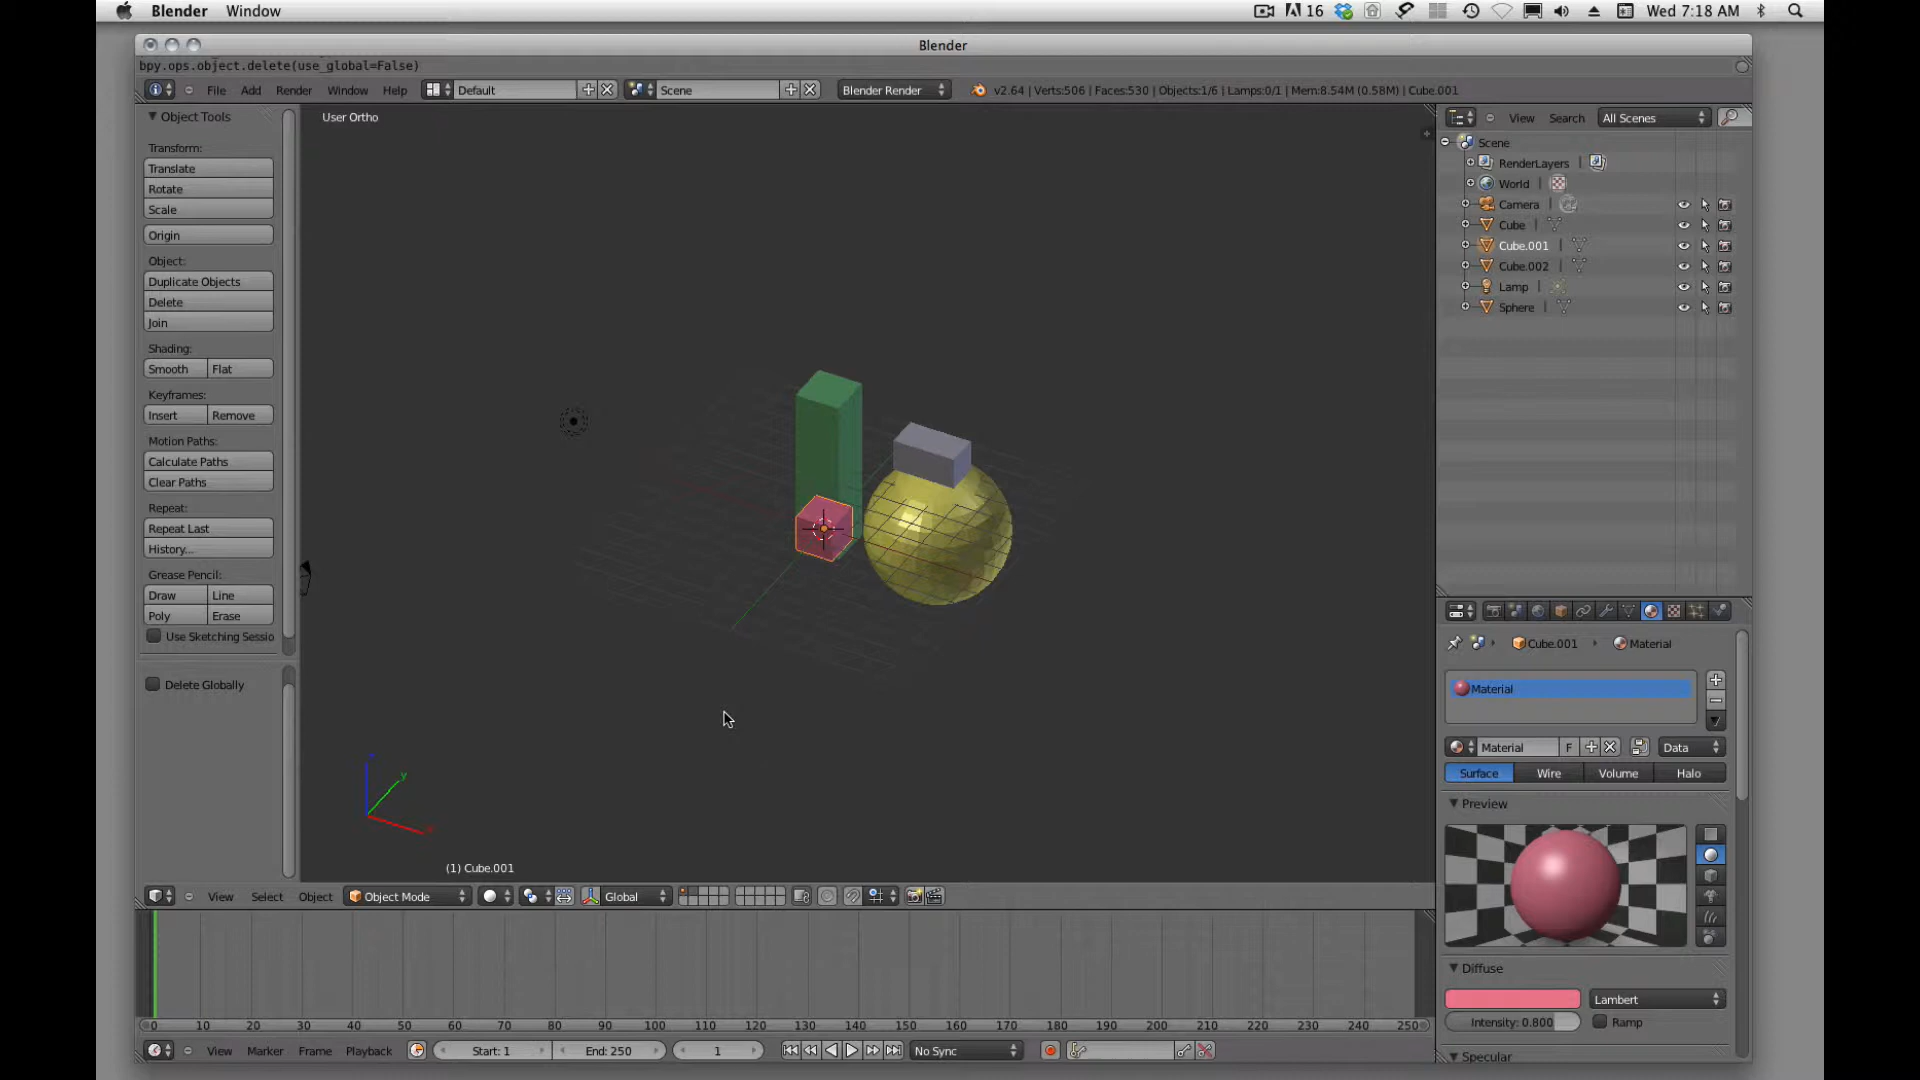 Blender Window 16 Wed 7:18 AM
Blender
bpy.ops.object.delete(use_global=False)
File Add Render Window Help Default Scene Blender Render v2.64 | Verts:506 | Faces:530 | Objects:1/6 | Lamps:0/1 | Mem:8.54M (0.58M) | Cube.001
Object Tools
Transform:
Translate
Rotate
Scale
Origin
Object:
Duplicate Objects
Delete
Join
Shading:
Smooth Flat
Keyframes:
Insert Remove
Motion Paths:
Calculate Paths
Clear Paths
Repeat:
Repeat Last
History...
Grease Pencil:
Draw Line
Poly Erase
Use Sketching Sessio
Delete Globally
User Ortho
(1) Cube.001
View Select Object Object Mode Global
View Search All Scenes
Scene
RenderLayers
World
Camera
Cube
Cube.001
Cube.002
Lamp
Sphere
Cube.001 Material
Material
Material F Data
Surface Wire Volume Halo
Preview
Diffuse
Lambert
Intensity: 0.800 Ramp
Specular
0 10 20 30 40 50 60 70 80 90 100 110 120 130 140 150 160 170 180 190 200 210 220 230 240 250
View Marker Frame Playback Start: 1 End: 250 1 No Sync